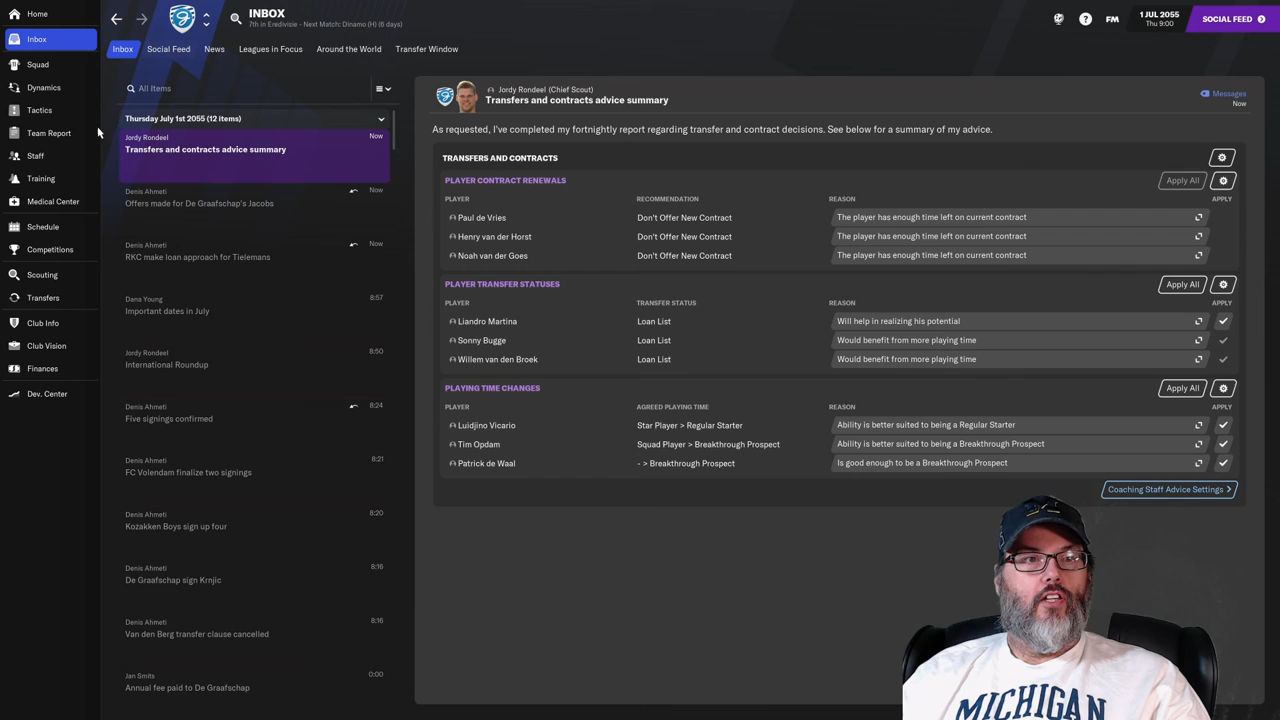 Home
Inbox
Squad
Dynamics
Tactics
Team Report
Staff
Training
Medical Center
Schedule
Competitions
Scouting
Transfers
Club Info
Club Vision
Finances
Dev. Center
INBOX
7th in Eredivisie - Next Match: Dinamo (H) (6 days)
FM
1 JUL 2055
Thu 9:00
SOCIAL FEED
Inbox Social Feed News Leagues in Focus Around the World Transfer Window
All Items
Thursday July 1st 2055 (12 items)
Jordy Rondeel Now
Transfers and contracts advice summary
Denis Ahmeti Now
Offers made for De Graafschap's Jacobs
Denis Ahmeti Now
RKC make loan approach for Tielemans
Dana Young 8:57
Important dates in July
Jordy Rondeel 8:50
International Roundup
Denis Ahmeti 8:24
Five signings confirmed
Denis Ahmeti 8:21
FC Volendam finalize two signings
Denis Ahmeti 8:20
Kozakken Boys sign up four
Denis Ahmeti 8:16
De Graafschap sign Krnjic
Denis Ahmeti 8:16
Van den Berg transfer clause cancelled
Jan Smits 0:00
Annual fee paid to De Graafschap
Jordy Rondeel (Chief Scout)
Transfers and contracts advice summary
Messages
Now
As requested, I've completed my fortnightly report regarding transfer and contract decisions. See below for a summary of my advice.
TRANSFERS AND CONTRACTS
PLAYER CONTRACT RENEWALS Apply All
PLAYER RECOMMENDATION REASON APPLY
Paul de Vries Don't Offer New Contract The player has enough time left on current contract
Henry van der Horst Don't Offer New Contract The player has enough time left on current contract
Noah van der Goes Don't Offer New Contract The player has enough time left on current contract
PLAYER TRANSFER STATUSES Apply All
PLAYER TRANSFER STATUS REASON APPLY
Liandro Martina Loan List Will help in realizing his potential
Sonny Bugge Loan List Would benefit from more playing time
Willem van den Broek Loan List Would benefit from more playing time
PLAYING TIME CHANGES Apply All
PLAYER AGREED PLAYING TIME REASON APPLY
Luidjino Vicario Star Player > Regular Starter Ability is better suited to being a Regular Starter
Tim Opdam Squad Player > Breakthrough Prospect Ability is better suited to being a Breakthrough Prospect
Patrick de Waal - > Breakthrough Prospect Is good enough to be a Breakthrough Prospect
Coaching Staff Advice Settings >
MICHIGAN